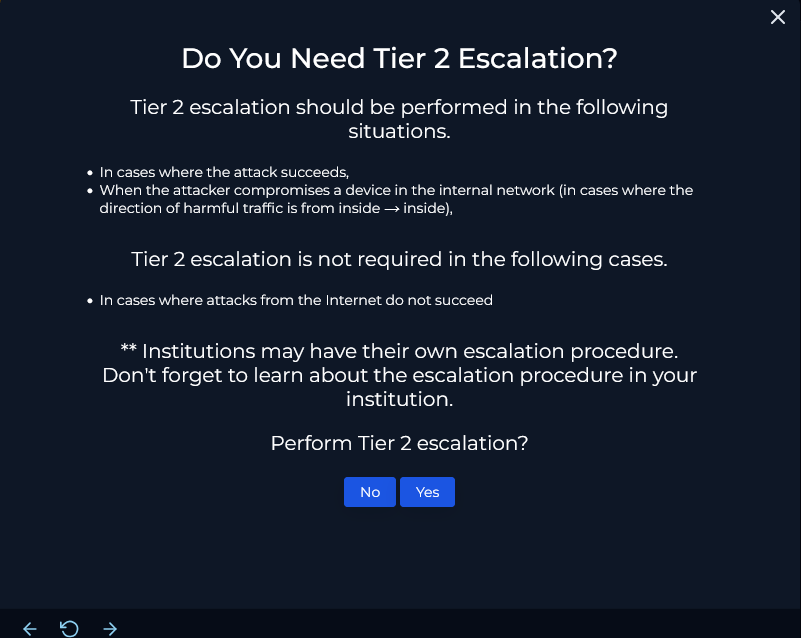 Do You Need Tier 2 Escalation?
Tier 2 escalation should be performed in the following
situations.
• In cases where the attack succeeds,
• When the attacker compromises a device in the internal network (in cases where the
direction of harmful traffic is from inside → inside),
Tier 2 escalation is not required in the following cases.
• In cases where attacks from the Internet do not succeed
** Institutions may have their own escalation procedure.
Don't forget to learn about the escalation procedure in your
institution.
Perform Tier 2 escalation?
No Yes